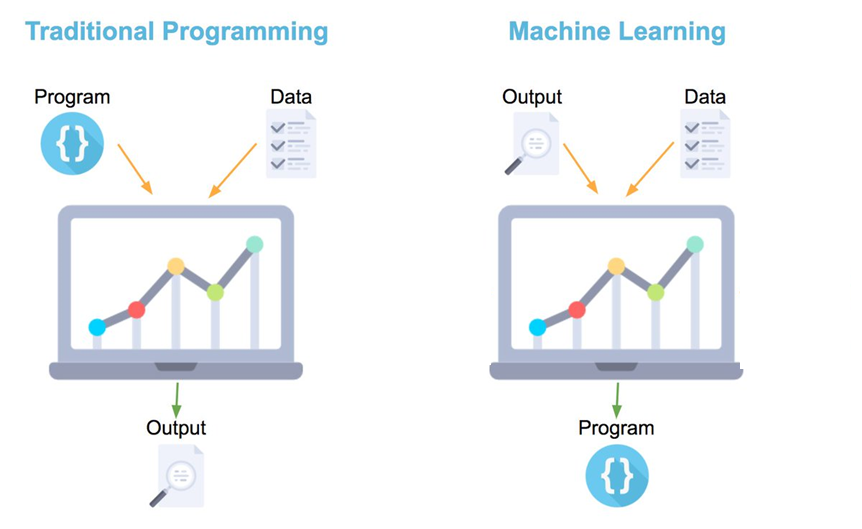 Traditional Programming
Machine Learning
Program
Data
Output
Data
{}
{}
Output
Program